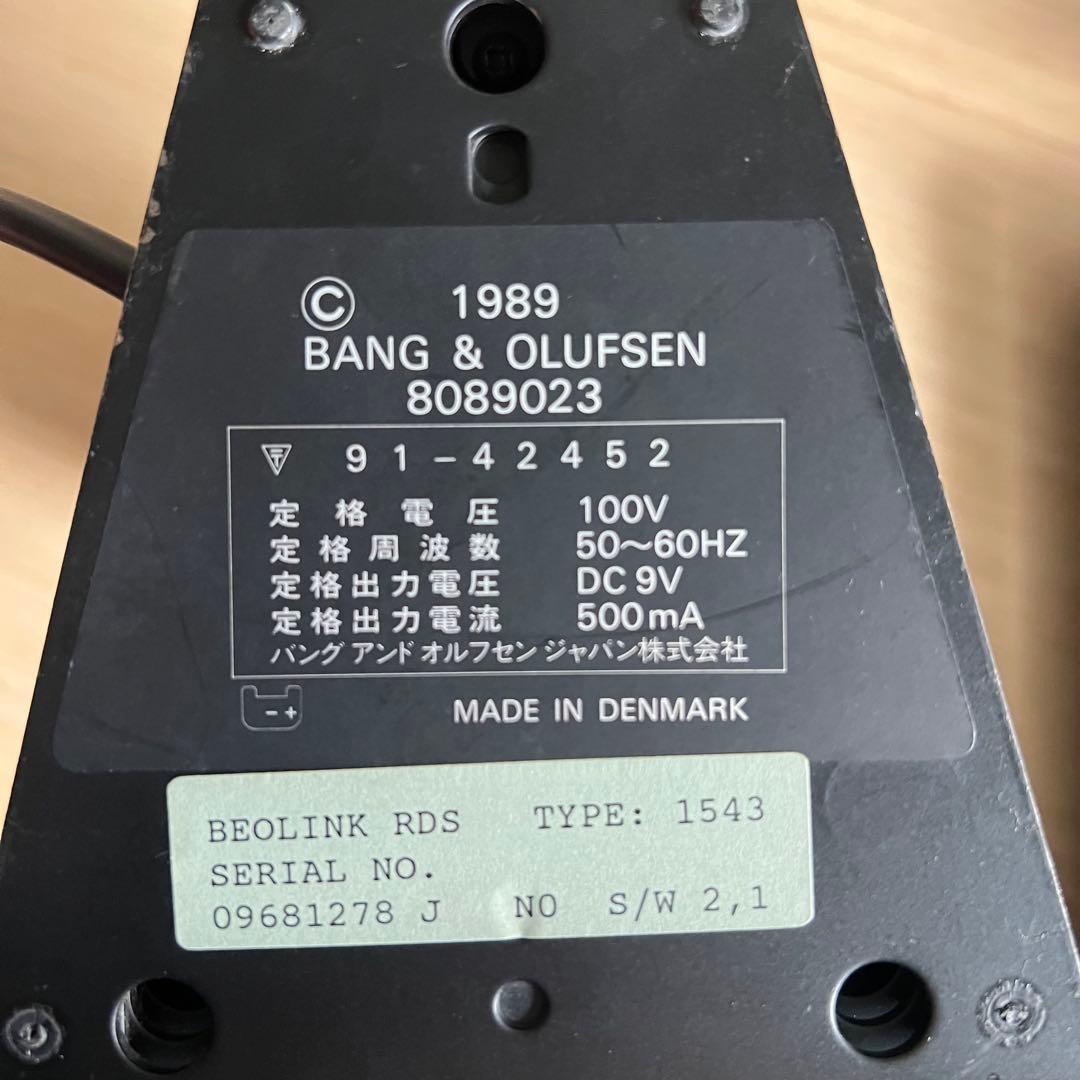 © 1989
BANG & OLUFSEN
8089023
〒 91-42452
定格電圧 100V
定格周波数 50～60HZ
定格出力電圧 DC 9V
定格出力電流 500mA
バング アンド オルフセン ジャパン株式会社
- +
MADE IN DENMARK
BEOLINK RDS TYPE: 1543
SERIAL NO.
09681278 J NO S/W 2,1